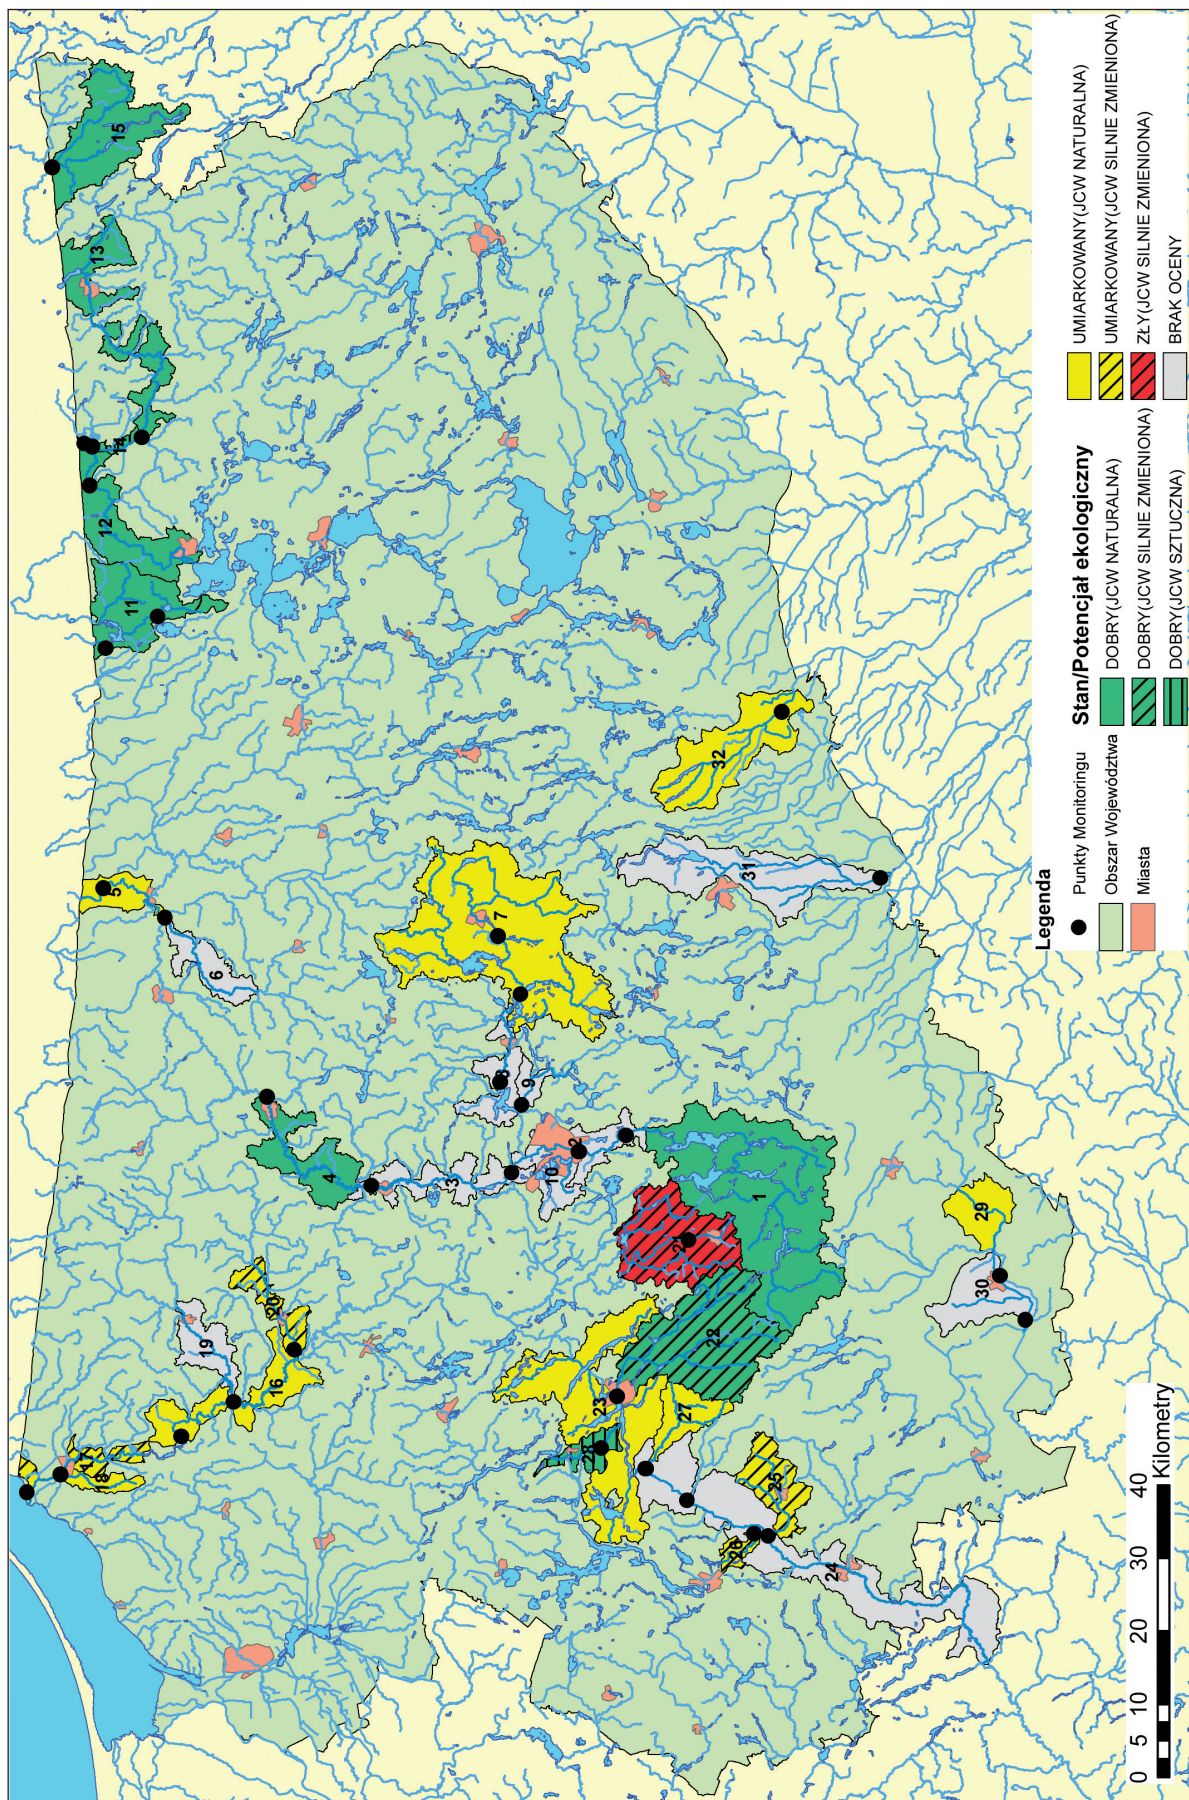 Legenda
Punkty Monitoringu
Obszar Województwa
Miasta
Stan/Potencjał ekologiczny
DOBRY(JCW NATURALNA)
DOBRY(JCW SILNIE ZMIENIONA)
DOBRY(JCW SZTUCZNA)
UMIARKOWANY(JCW NATURALNA)
UMIARKOWANY(JCW SILNIE ZMIENIONA)
ZŁY(JCW SILNIE ZMIENIONA)
BRAK OCENY
0 5 10 20 30 40
Kilometry
18
17
19
20
16
4
3
10
2
8
9
7
6
5
11
12
14
13
15
23
28
27
22
21
1
25
26
24
30
29
31
32